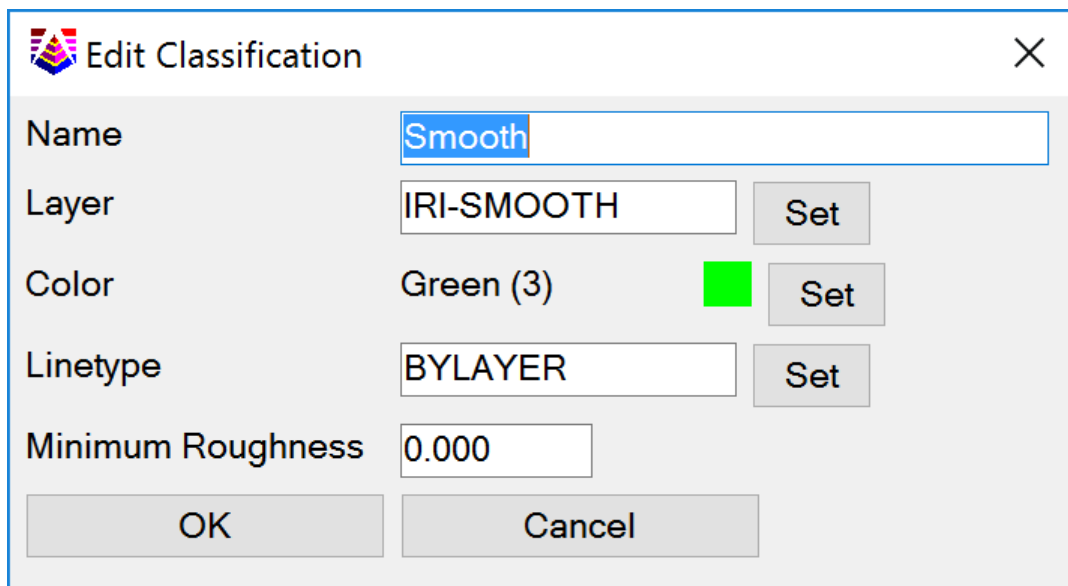 Edit Classification
Name Smooth
Layer IRI-SMOOTH Set
Color Green (3) Set
Linetype BYLAYER Set
Minimum Roughness 0.000
OK Cancel